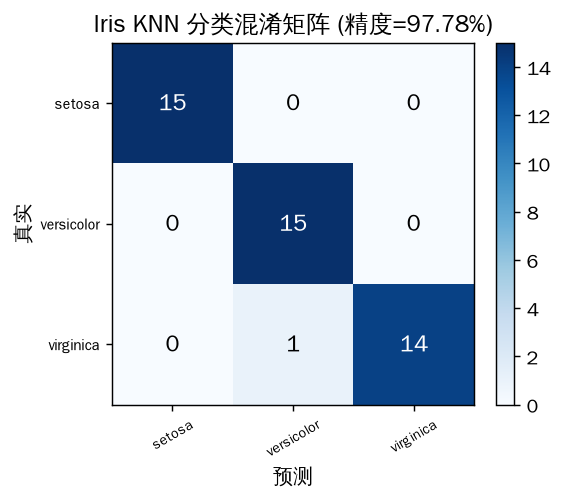 Iris KNN 分类混淆矩阵 (精度=97.78%)
真实
setosa
15
0
0
versicolor
0
15
0
virginica
0
1
14
setosa
versicolor
virginica
预测
14
12
10
8
6
4
2
0